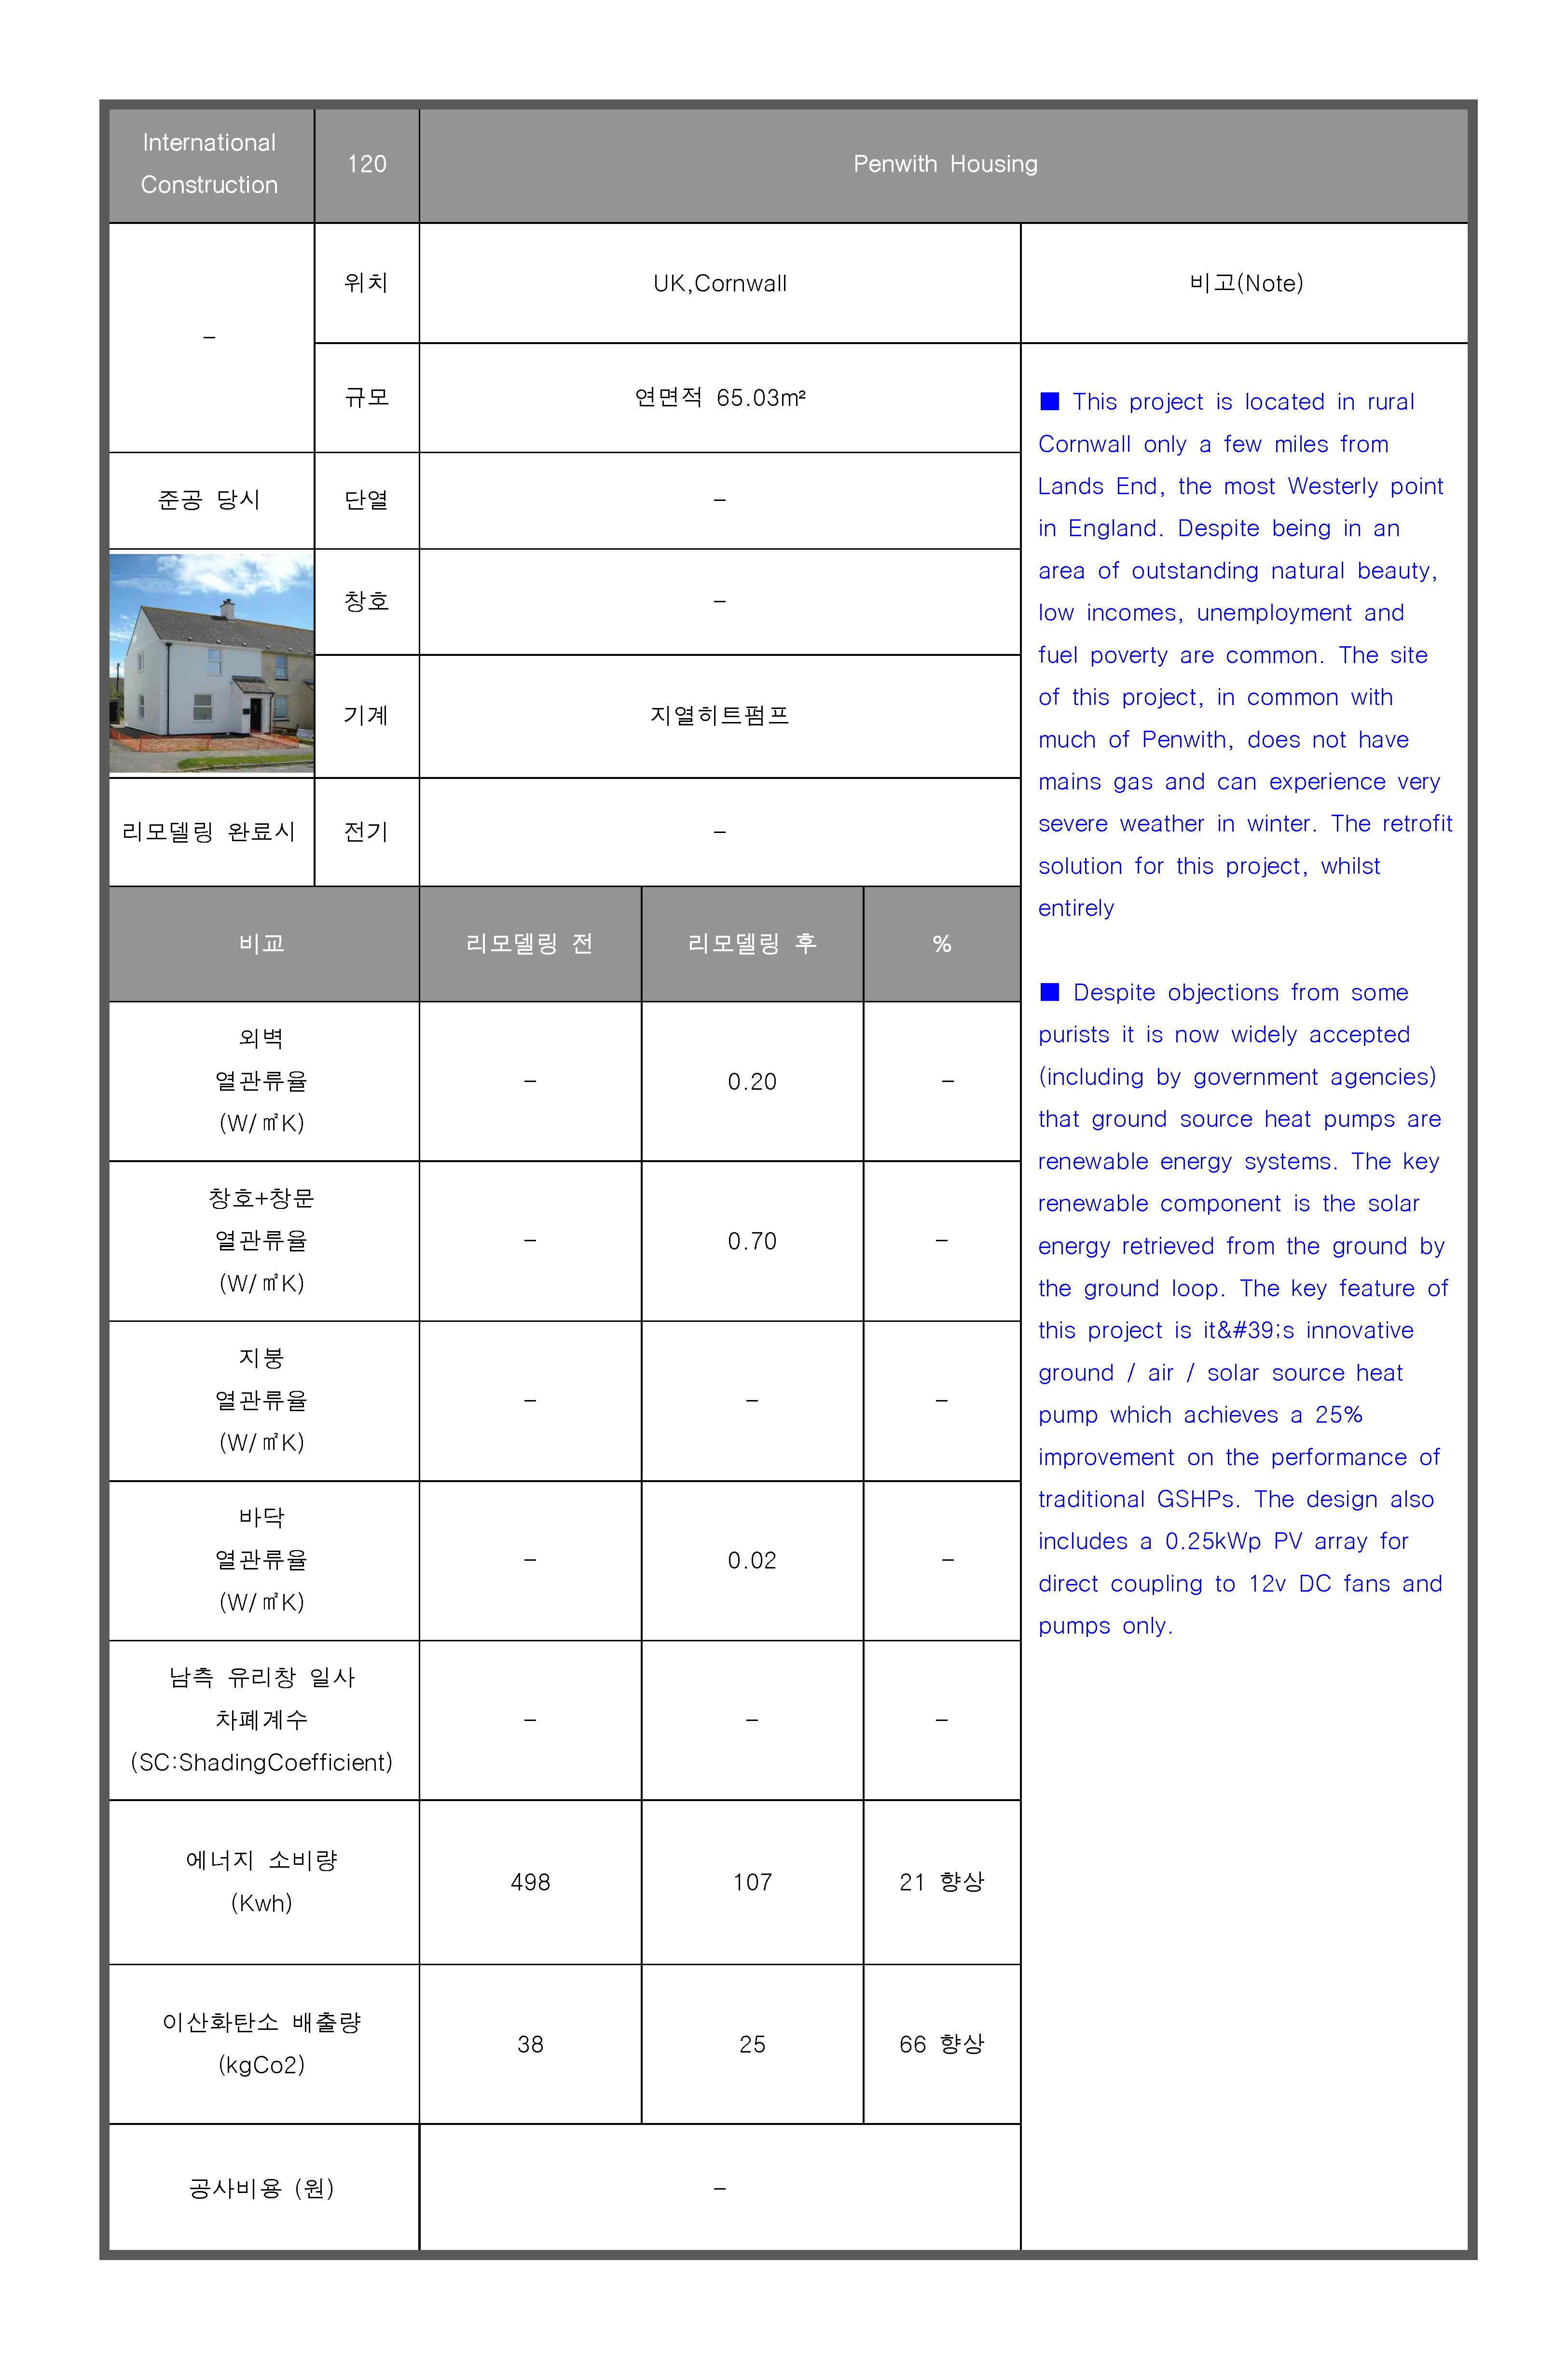 International
Construction
120
Penwith Housing
–
위치
UK,Cornwall
비고(Note)
규모
연면적 65.03m²
준공 당시
단열
–
창호
–
기계
지열히트펌프
리모델링 완료시
전기
–
■ This project is located in rural
Cornwall only a few miles from
Lands End, the most Westerly point
in England. Despite being in an
area of outstanding natural beauty,
low incomes, unemployment and
fuel poverty are common. The site
of this project, in common with
much of Penwith, does not have
mains gas and can experience very
severe weather in winter. The retrofit
solution for this project, whilst
entirely
■ Despite objections from some
purists it is now widely accepted
(including by government agencies)
that ground source heat pumps are
renewable energy systems. The key
renewable component is the solar
energy retrieved from the ground by
the ground loop. The key feature of
this project is it&#39;s innovative
ground / air / solar source heat
pump which achieves a 25%
improvement on the performance of
traditional GSHPs. The design also
includes a 0.25kWp PV array for
direct coupling to 12v DC fans and
pumps only.
비교
리모델링 전
리모델링 후
%
외벽
열관류율
(W/㎡K)
–
0.20
–
창호+창문
열관류율
(W/㎡K)
–
0.70
–
지붕
열관류율
(W/㎡K)
–
–
–
바닥
열관류율
(W/㎡K)
–
0.02
–
남측 유리창 일사
차폐계수
(SC:ShadingCoefficient)
–
–
–
에너지 소비량
(Kwh)
498
107
21 향상
이산화탄소 배출량
(kgCo2)
38
25
66 향상
공사비용 (원)
–